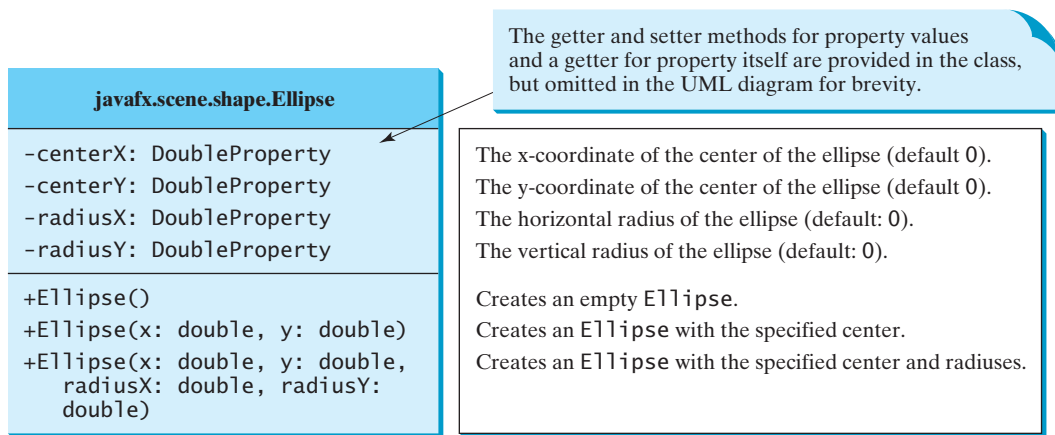 The getter and setter methods for property values
and a getter for property itself are provided in the class,
but omitted in the UML diagram for brevity.
javafx.scene.shape.Ellipse
-centerX: DoubleProperty
The x-coordinate of the center of the ellipse (default 0).
-centerY: DoubleProperty
The y-coordinate of the center of the ellipse (default 0).
-radiusX: DoubleProperty
The horizontal radius of the ellipse (default: 0).
-radiusY: DoubleProperty
The vertical radius of the ellipse (default: 0).
+Ellipse()
Creates an empty Ellipse.
+Ellipse(x: double, y: double)
Creates an Ellipse with the specified center.
+Ellipse(x: double, y: double,
Creates an Ellipse with the specified center and radiuses.
radiusX: double, radiusY:
double)